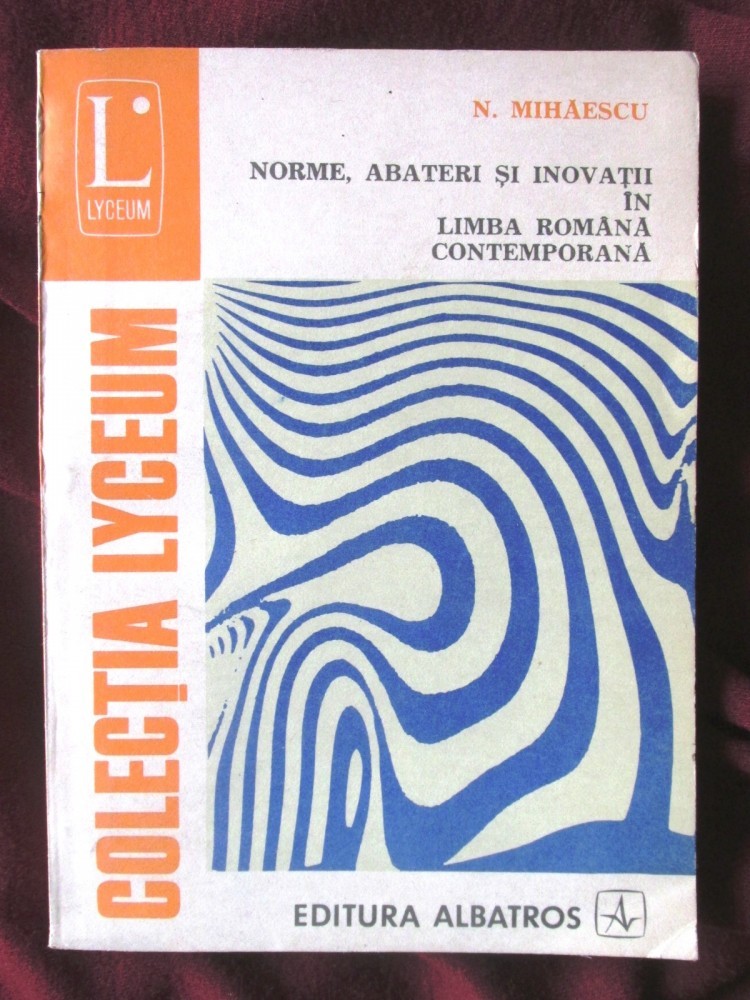 L
LYCEUM
N. MIHĂESCU
NORME, ABATERI ȘI INOVAȚII
ÎN
LIMBA ROMÂNĂ
CONTEMPORANĂ
COLECȚIA LYCEUM
EDITURA ALBATROS